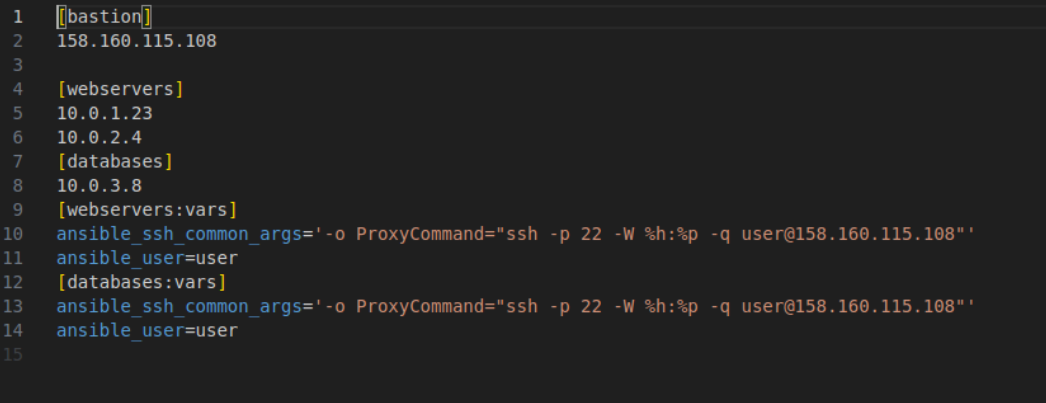 1 [bastion]
2 158.160.115.108
3
4 [webservers]
5 10.0.1.23
6 10.0.2.4
7 [databases]
8 10.0.3.8
9 [webservers:vars]
10 ansible_ssh_common_args='-o ProxyCommand="ssh -p 22 -W %h:%p -q user@158.160.115.108"'
11 ansible_user=user
12 [databases:vars]
13 ansible_ssh_common_args='-o ProxyCommand="ssh -p 22 -W %h:%p -q user@158.160.115.108"'
14 ansible_user=user
15